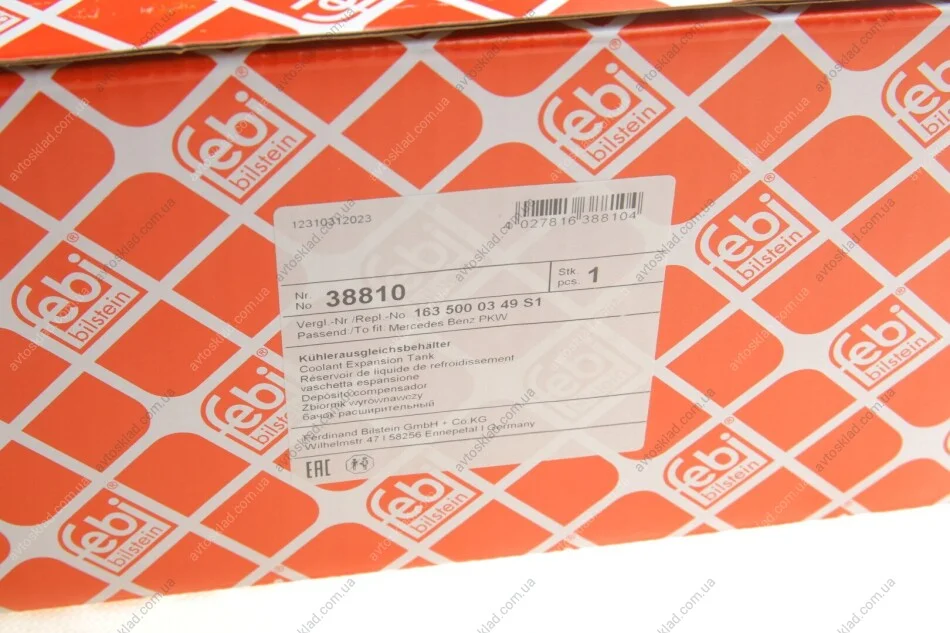 febi
bilstein
12310312023
4 027816 388104
Nr.
No 38810
Stk.
pcs. 1
Vergl.-Nr /Repl.-No. 163 500 03 49 S1
Passend /To fit: Mercedes Benz PKW
Kühlerausgleichsbehälter
Coolant Expansion Tank
Réservoir de liquide de refroidissement
vaschetta espansione
Depósito compensador
Zbiornik wyrównawczy
бачок расширительный
Ferdinand Bilstein GmbH + Co.KG
Wilhelmstr 47 | 58256 Ennepetal | Germany
EAC
avtosklad.com.ua